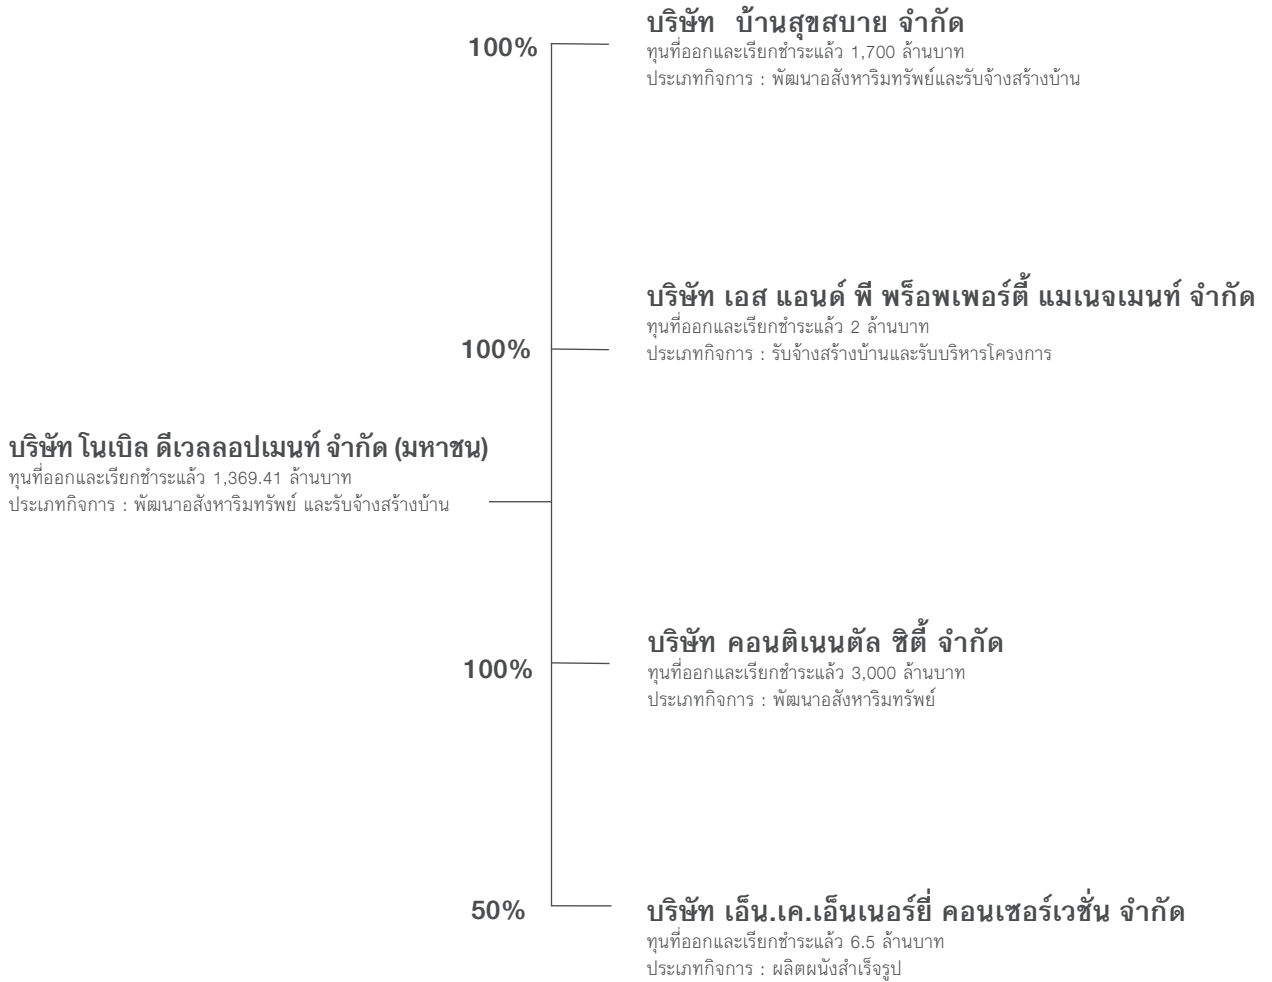 บริษัท บ้านสุขสบาย จำกัด
100%
ทุนที่ออกและเรียกชำระแล้ว 1,700 ล้านบาท
ประเภทกิจการ : พัฒนาอสังหาริมทรัพย์และรับจ้างสร้างบ้าน
บริษัท เอส แอนด์ พี พร็อพเพอร์ตี้ แมเนจเมนท์ จำกัด
ทุนที่ออกและเรียกชำระแล้ว 2 ล้านบาท
100%
ประเภทกิจการ : รับจ้างสร้างบ้านและรับบริหารโครงการ
บริษัท โนเบิล ดีเวลลอปเมนท์ จำกัด (มหาชน)
ทุนที่ออกและเรียกชำระแล้ว 1,369.41 ล้านบาท
ประเภทกิจการ : พัฒนาอสังหาริมทรัพย์ และรับจ้างสร้างบ้าน
บริษัท คอนติเนนตัล ซิตี้ จำกัด
100%
ทุนที่ออกและเรียกชำระแล้ว 3,000 ล้านบาท
ประเภทกิจการ : พัฒนาอสังหาริมทรัพย์
50%
บริษัท เอ็น.เค.เอ็นเนอร์ยี่ คอนเซอร์เวชั่น จำกัด
ทุนที่ออกและเรียกชำระแล้ว 6.5 ล้านบาท
ประเภทกิจการ : ผลิตผนังสำเร็จรูป